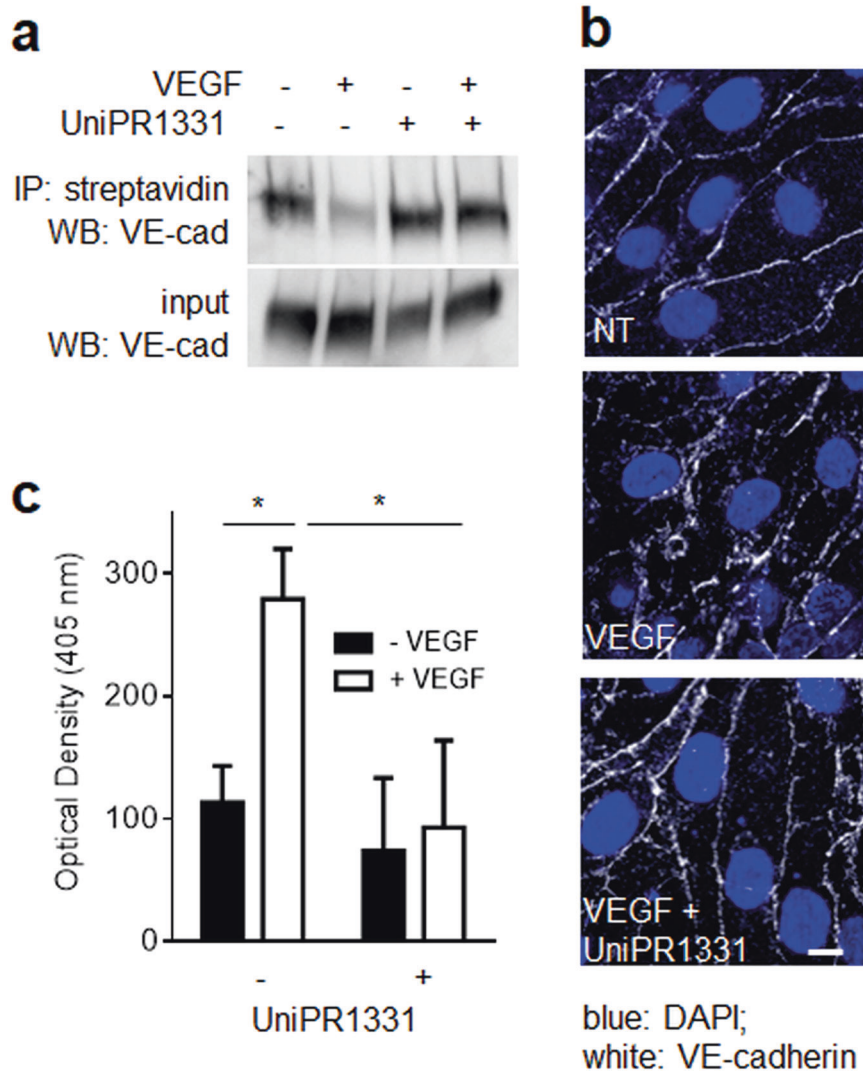 a
VEGF - + - +
UniPR1331 - - + +
IP: streptavidin
WB: VE-cad
input
WB: VE-cad
b
NT
VEGF
VEGF +
UniPR1331
blue: DAPI;
white: VE-cadherin
c
* *
Optical Density (405 nm)
300
200
100
0
- VEGF
+ VEGF
- +
UniPR1331